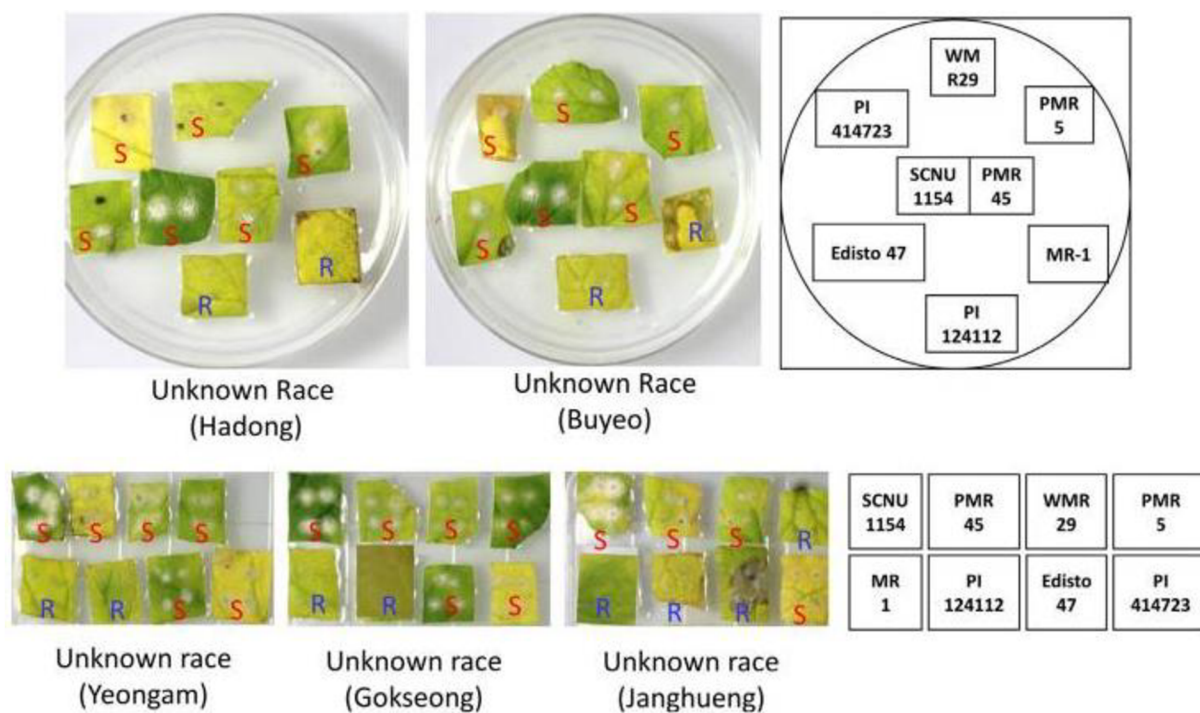 S
S
S
S
S
S
R
R
Unknown Race
(Hadong)
S
S
S
S
S
S
R
R
Unknown Race
(Buyeo)
WM
R29
PI
414723
PMR
5
SCNU
1154
PMR
45
Edisto 47
MR-1
PI
124112
S S S S
R R S S
Unknown race
(Yeongam)
S S S S
R R S S
Unknown race
(Gokseong)
S S S R
R R R S
Unknown race
(Janghueng)
SCNU
1154
PMR
45
WMR
29
PMR
5
MR
1
PI
124112
Edisto
47
PI
414723